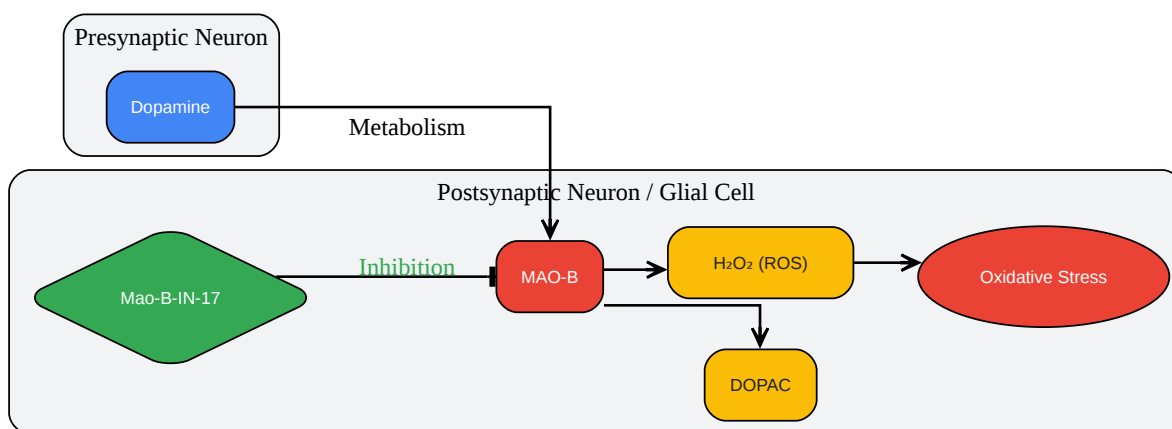 Presynaptic Neuron
Dopamine
Metabolism
Postsynaptic Neuron / Glial Cell
Mao-B-IN-17
Inhibition
MAO-B
H₂O₂ (ROS)
Oxidative Stress
DOPAC